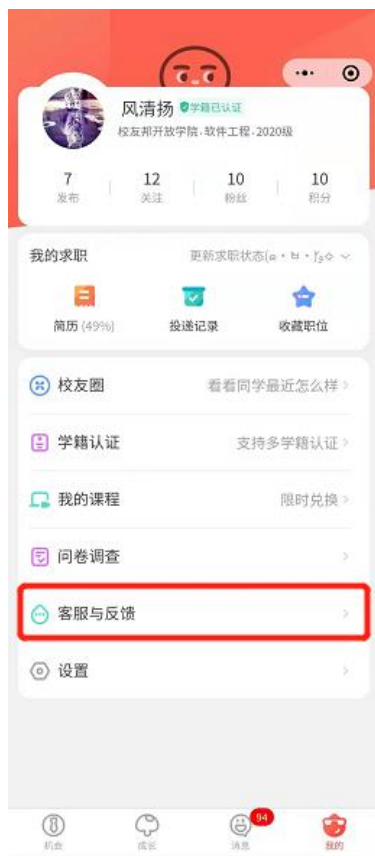 风清扬 学籍已认证
校友邦开放学院·软件工程·2020级
7 12 10 10
发布 关注 粉丝 积分
我的求职 更新求职状态
简历 (49%) 投递记录 收藏职位
校友圈 看看同学最近怎么样
学籍认证 支持多学籍认证
我的课程 限时兑换
问卷调查
客服与反馈
设置
94
机会 成长 消息 我的